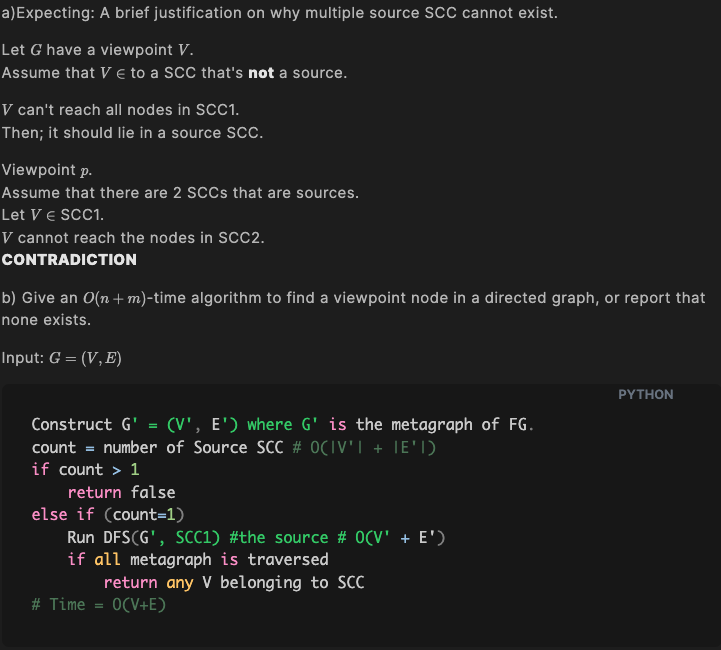 a)Expecting: A brief justification on why multiple source SCC cannot exist.
Let G have a viewpoint V.
Assume that V ∈ to a SCC that's not a source.
V can't reach all nodes in SCC1.
Then; it should lie in a source SCC.
Viewpoint p.
Assume that there are 2 SCCs that are sources.
Let V ∈ SCC1.
V cannot reach the nodes in SCC2.
CONTRADICTION
b) Give an O(n + m)-time algorithm to find a viewpoint node in a directed graph, or report that
none exists.
Input: G = (V, E)
PYTHON
Construct G' = (V', E') where G' is the metagraph of FG.
count = number of Source SCC # O(|V'| + |E'|)
if count > 1
    return false
else if (count=1)
    Run DFS(G', SCC1) #the source # O(V' + E')
    if all metagraph is traversed
        return any V belonging to SCC
# Time = O(V+E)